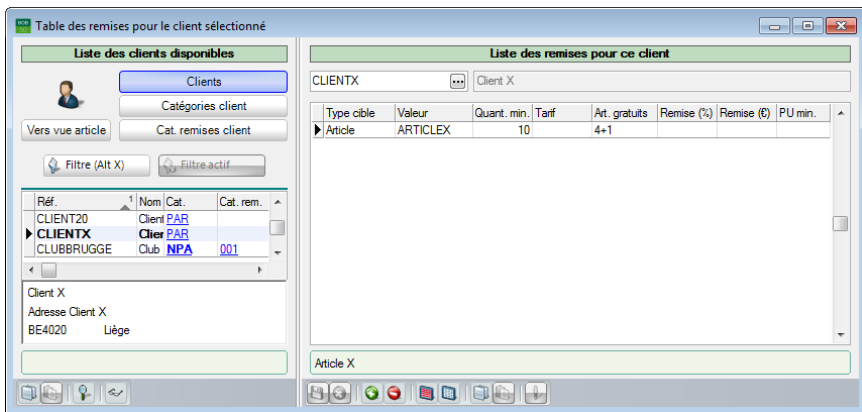 Table des remises pour le client sélectionné
Liste des clients disponibles
Clients
Catégories client
Vers vue article
Cat. remises client
Filtre (Alt X)
Filtre actif
Réf. 1 Nom Cat. Cat. rem.
CLIENT20 Client PAR
CLIENTX Clier PAR
CLUBBRUGGE Club NPA 001
Client X
Adresse Client X
BE4020 Liège
Liste des remises pour ce client
CLIENTX ... Client X
Type cible Valeur Quant. min. Tarif Art. gratuits Remise (%) Remise (€) PU min.
Article ARTICLEX 10 4+1
Article X